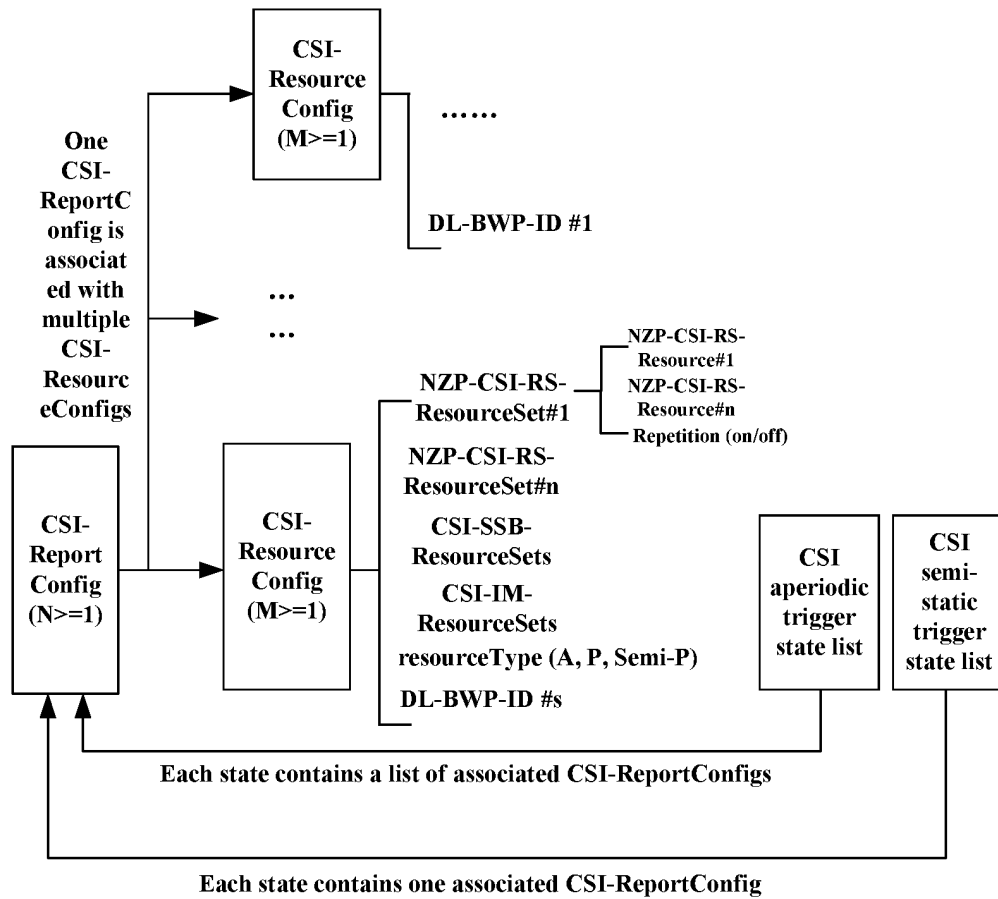 CSI-
Resource
Config
(M>=1)
……
DL-BWP-ID #1
One
CSI-
ReportC
onfig is
associat
ed with
multiple
CSI-
Resourc
eConfigs
...
...
NZP-CSI-RS-
Resource#1
NZP-CSI-RS-
Resource#n
Repetition (on/off)
NZP-CSI-RS-
ResourceSet#1
NZP-CSI-RS-
ResourceSet#n
CSI-SSB-
ResourceSets
CSI-IM-
ResourceSets
resourceType (A, P, Semi-P)
DL-BWP-ID #s
CSI-
Report
Config
(N>=1)
CSI-
Resource
Config
(M>=1)
CSI
aperiodic
trigger
state list
CSI
semi-
static
trigger
state list
Each state contains a list of associated CSI-ReportConfigs
Each state contains one associated CSI-ReportConfig